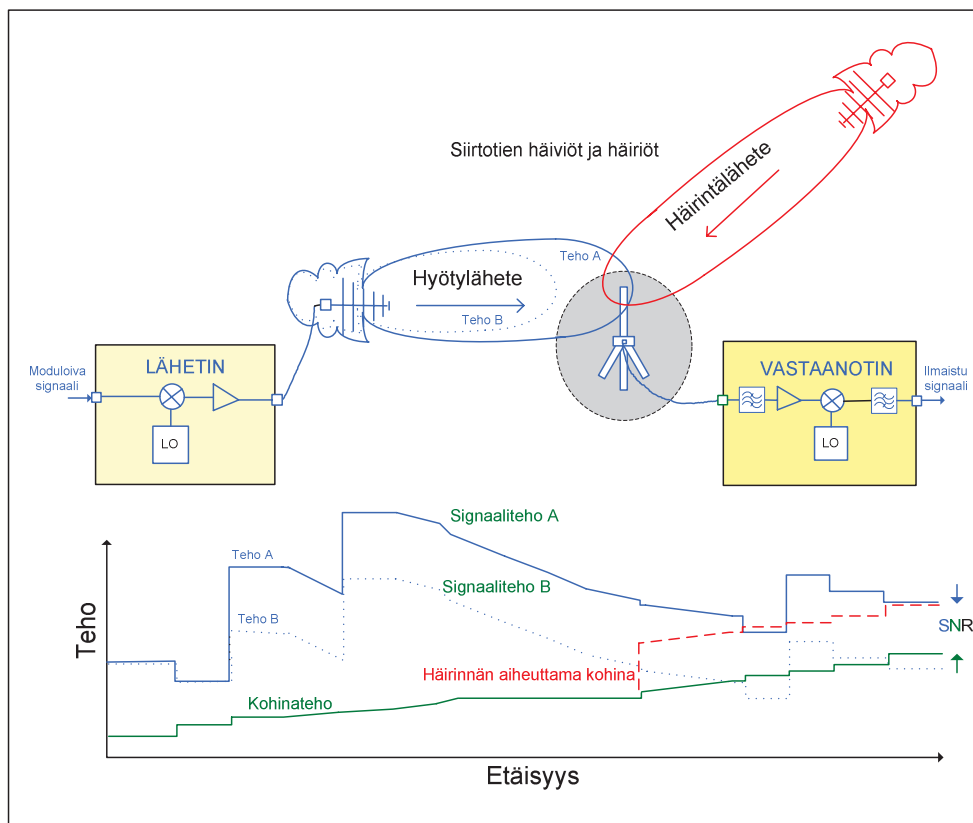 Siirtotien häiviöt ja häiriöt
Häirintälähete
Teho A
Hyötylähete
Teho B
Moduloiva
signaali
LÄHETIN
LO
VASTAANOTIN
LO
Ilmaistu
signaali
Signaaliteho A
Teho A
Signaaliteho B
Teho B
Teho
SNR
Häirinnän aiheuttama kohina
Kohinateho
Etäisyys